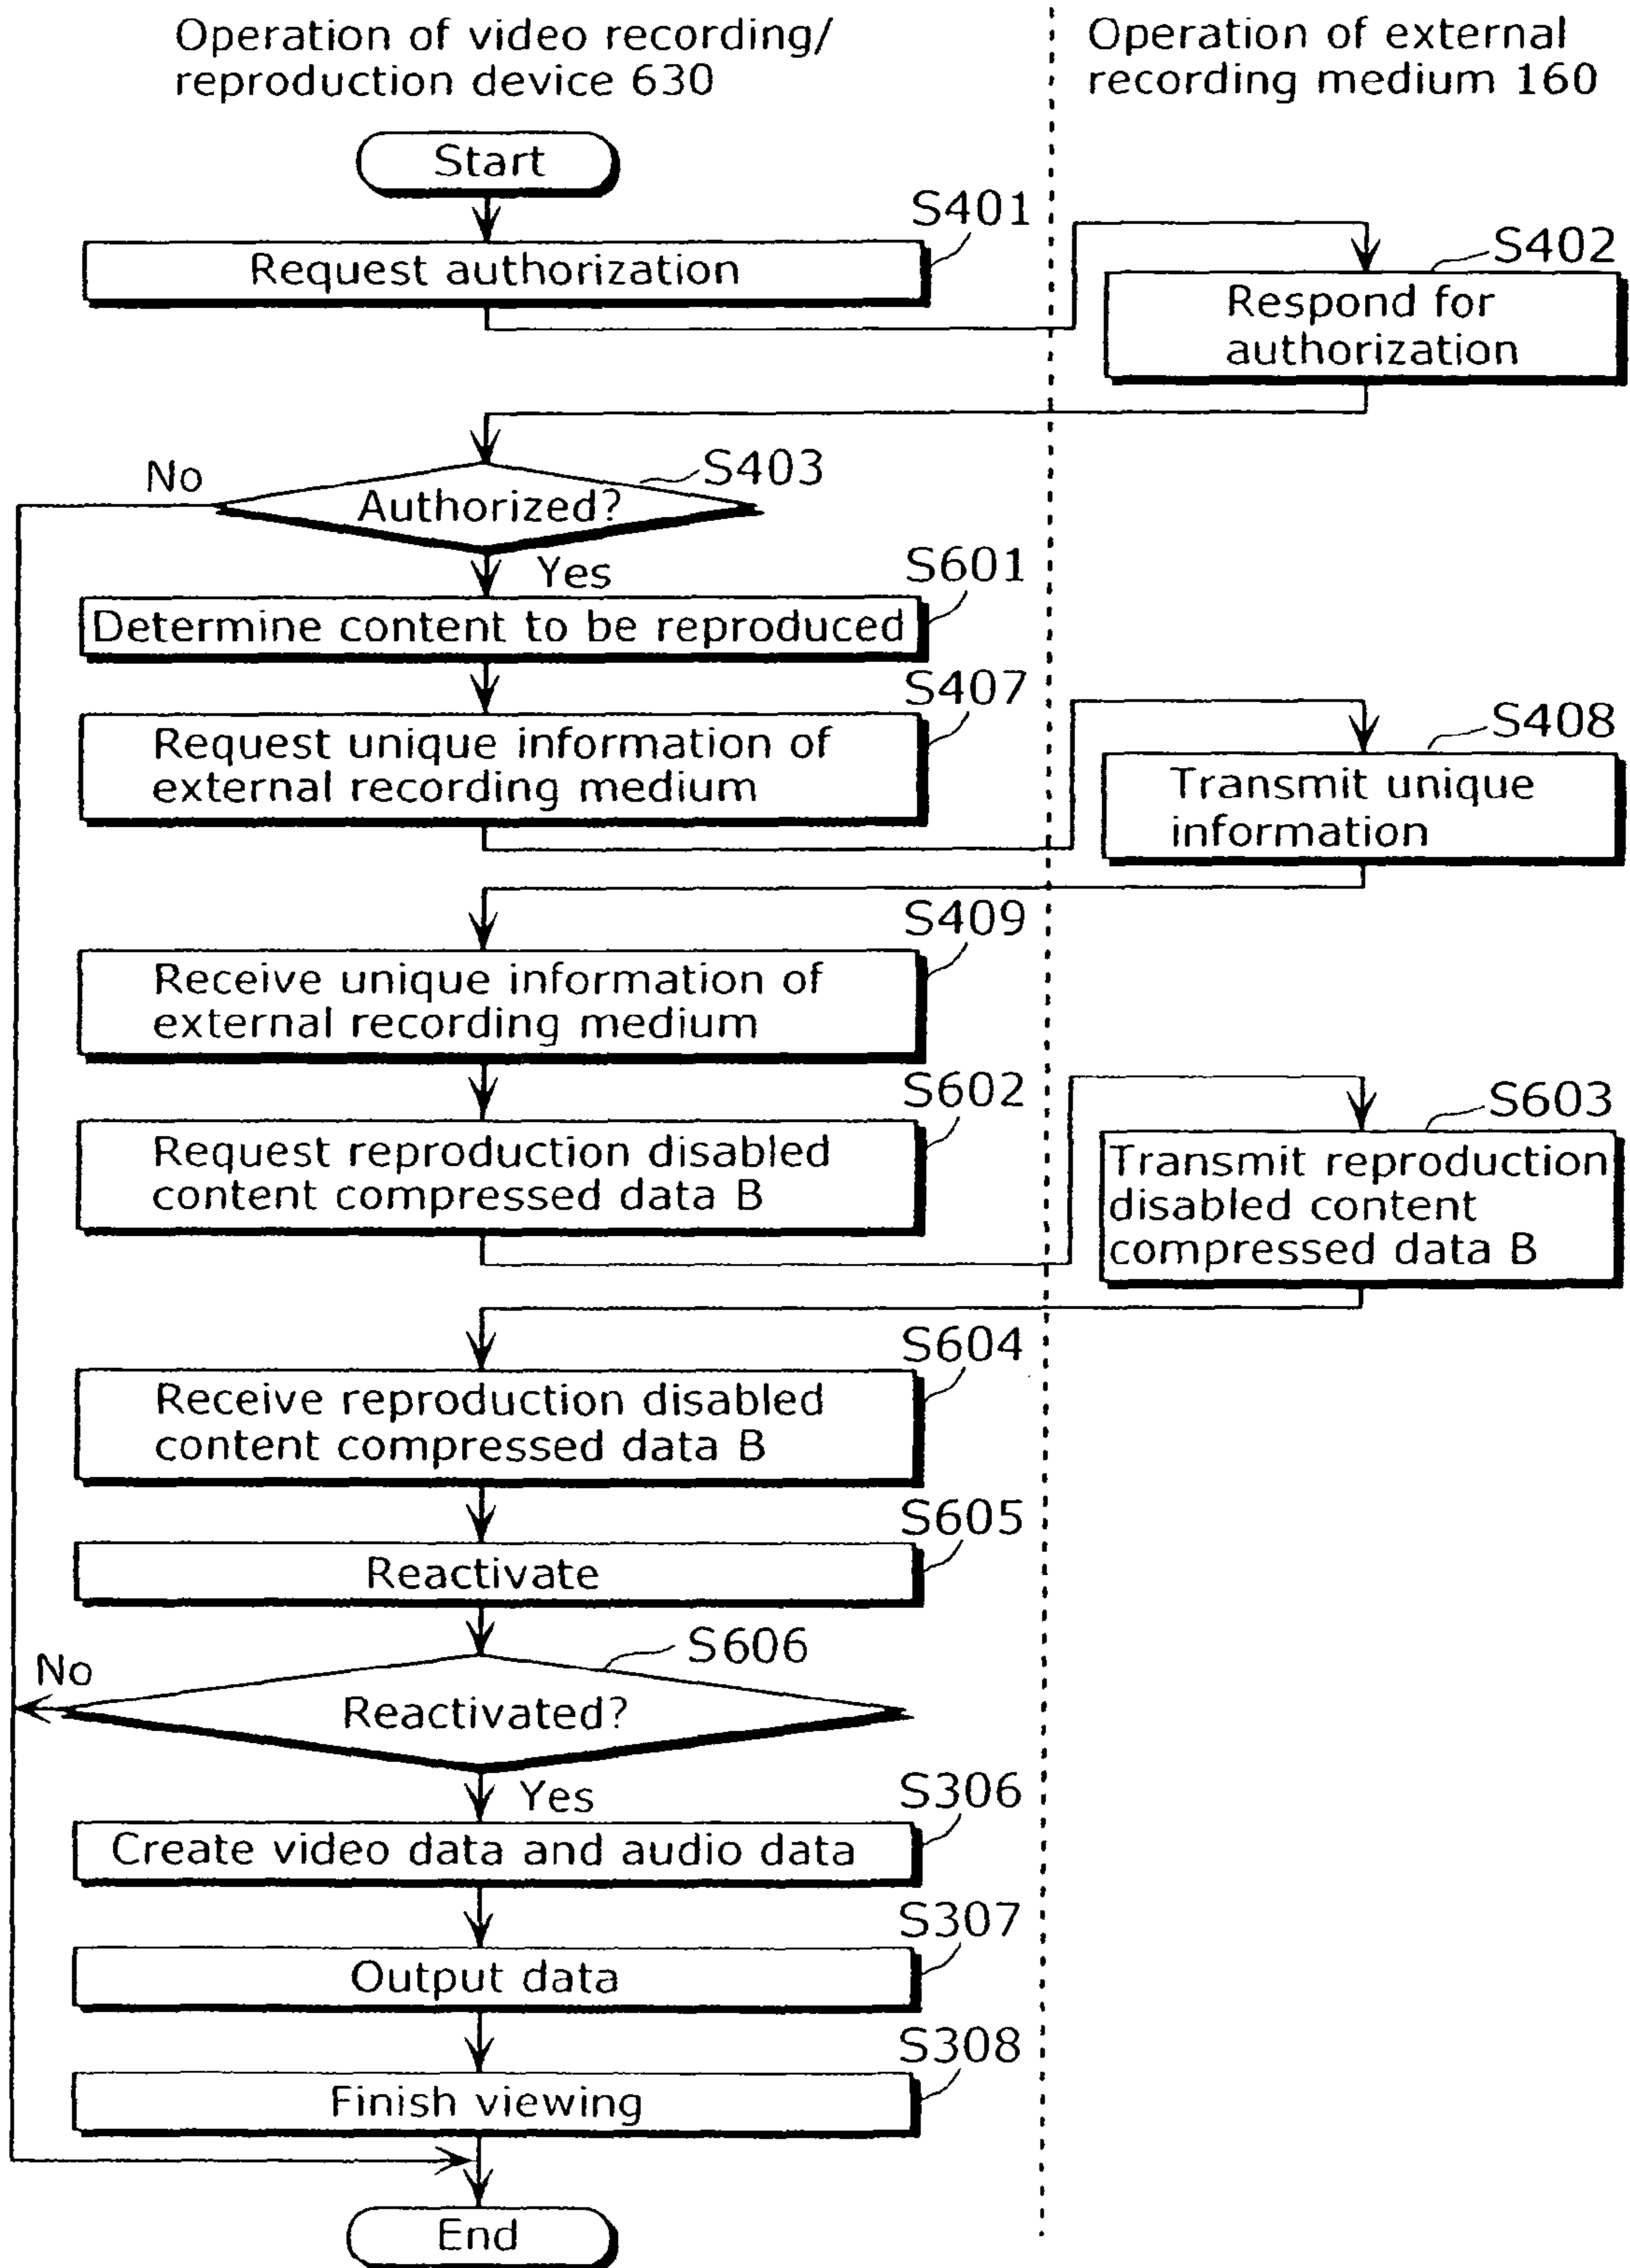 Operation of video recording/
reproduction device 630
Operation of external
recording medium 160
Start
S401
Request authorization
S402
Respond for
authorization
S403
No
Authorized?
Yes
S601
Determine content to be reproduced
S407
Request unique information of
external recording medium
S408
Transmit unique
information
S409
Receive unique information of
external recording medium
S602
Request reproduction disabled
content compressed data B
S603
Transmit reproduction
disabled content
compressed data B
S604
Receive reproduction disabled
content compressed data B
S605
Reactivate
S606
No
Reactivated?
Yes
S306
Create video data and audio data
S307
Output data
S308
Finish viewing
End